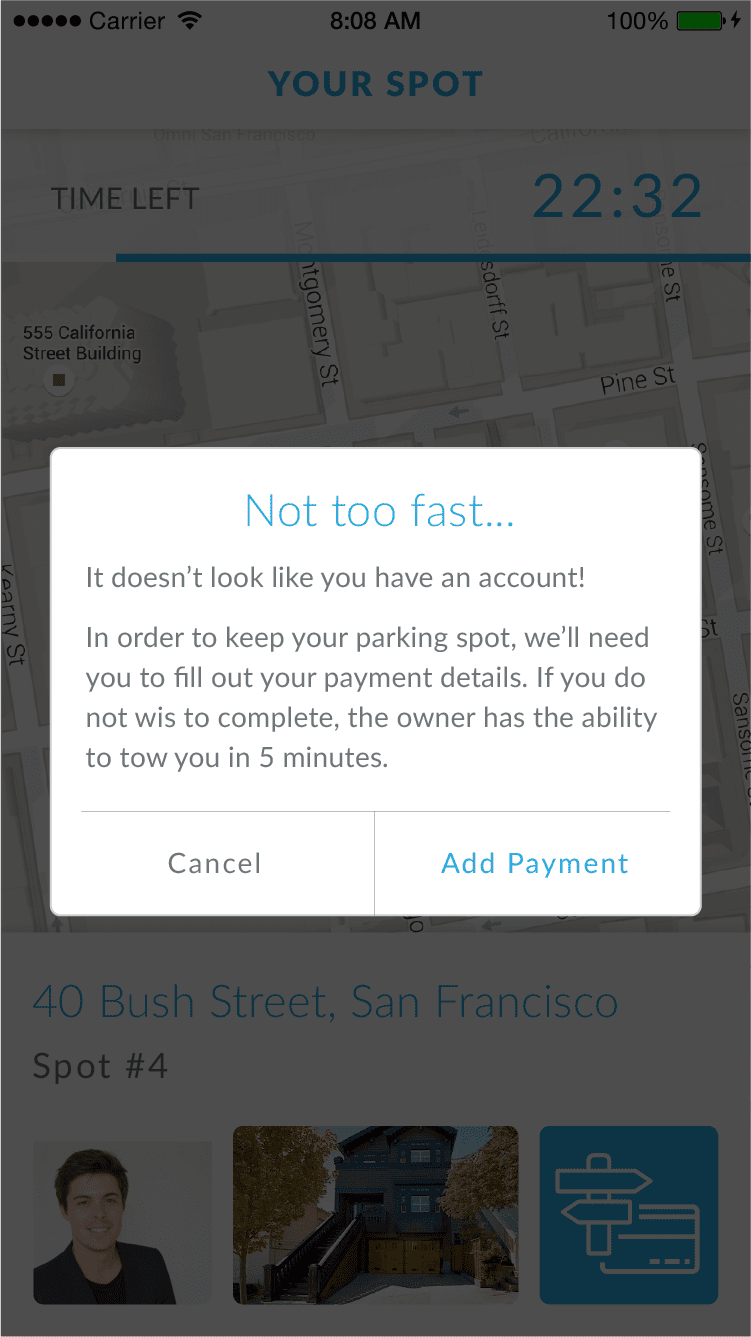 Carrier 8:08 AM 100%
YOUR SPOT
Omni San Francisco
TIME LEFT
22:32
Montgomery St
Leidesdorff St
555 California
Street Building
Pine St
Sansome St
Kearny St
St
Not too fast...
It doesn’t look like you have an account!
In order to keep your parking spot, we’ll need
you to fill out your payment details. If you do
not wis to complete, the owner has the ability
to tow you in 5 minutes.
Cancel
Add Payment
40 Bush Street, San Francisco
Spot #4